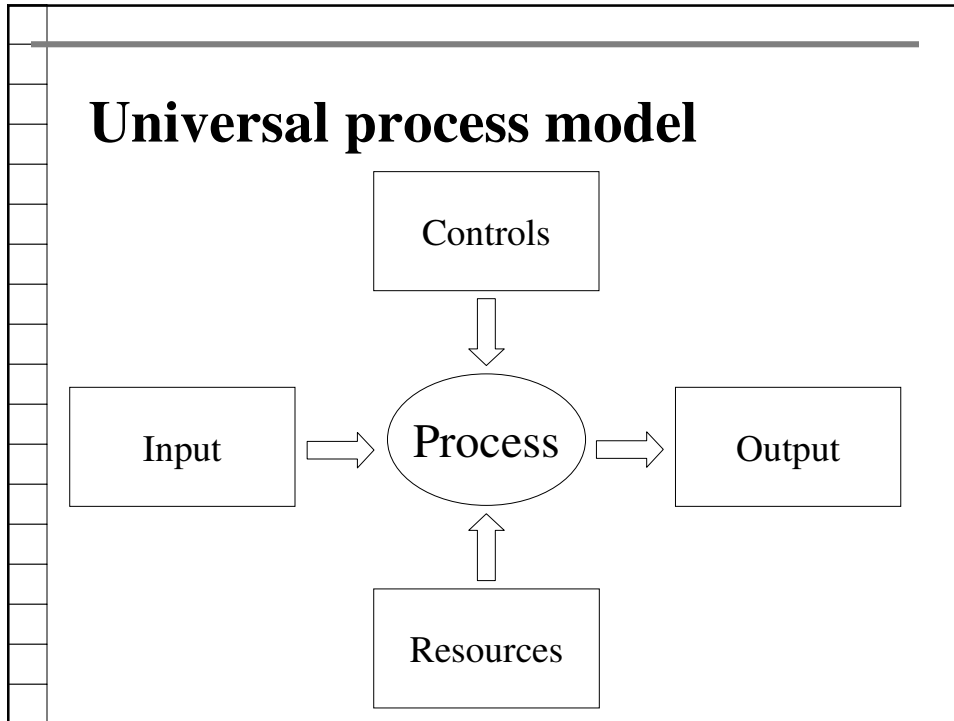 Universal process model
Controls
Input
Process
Output
Resources